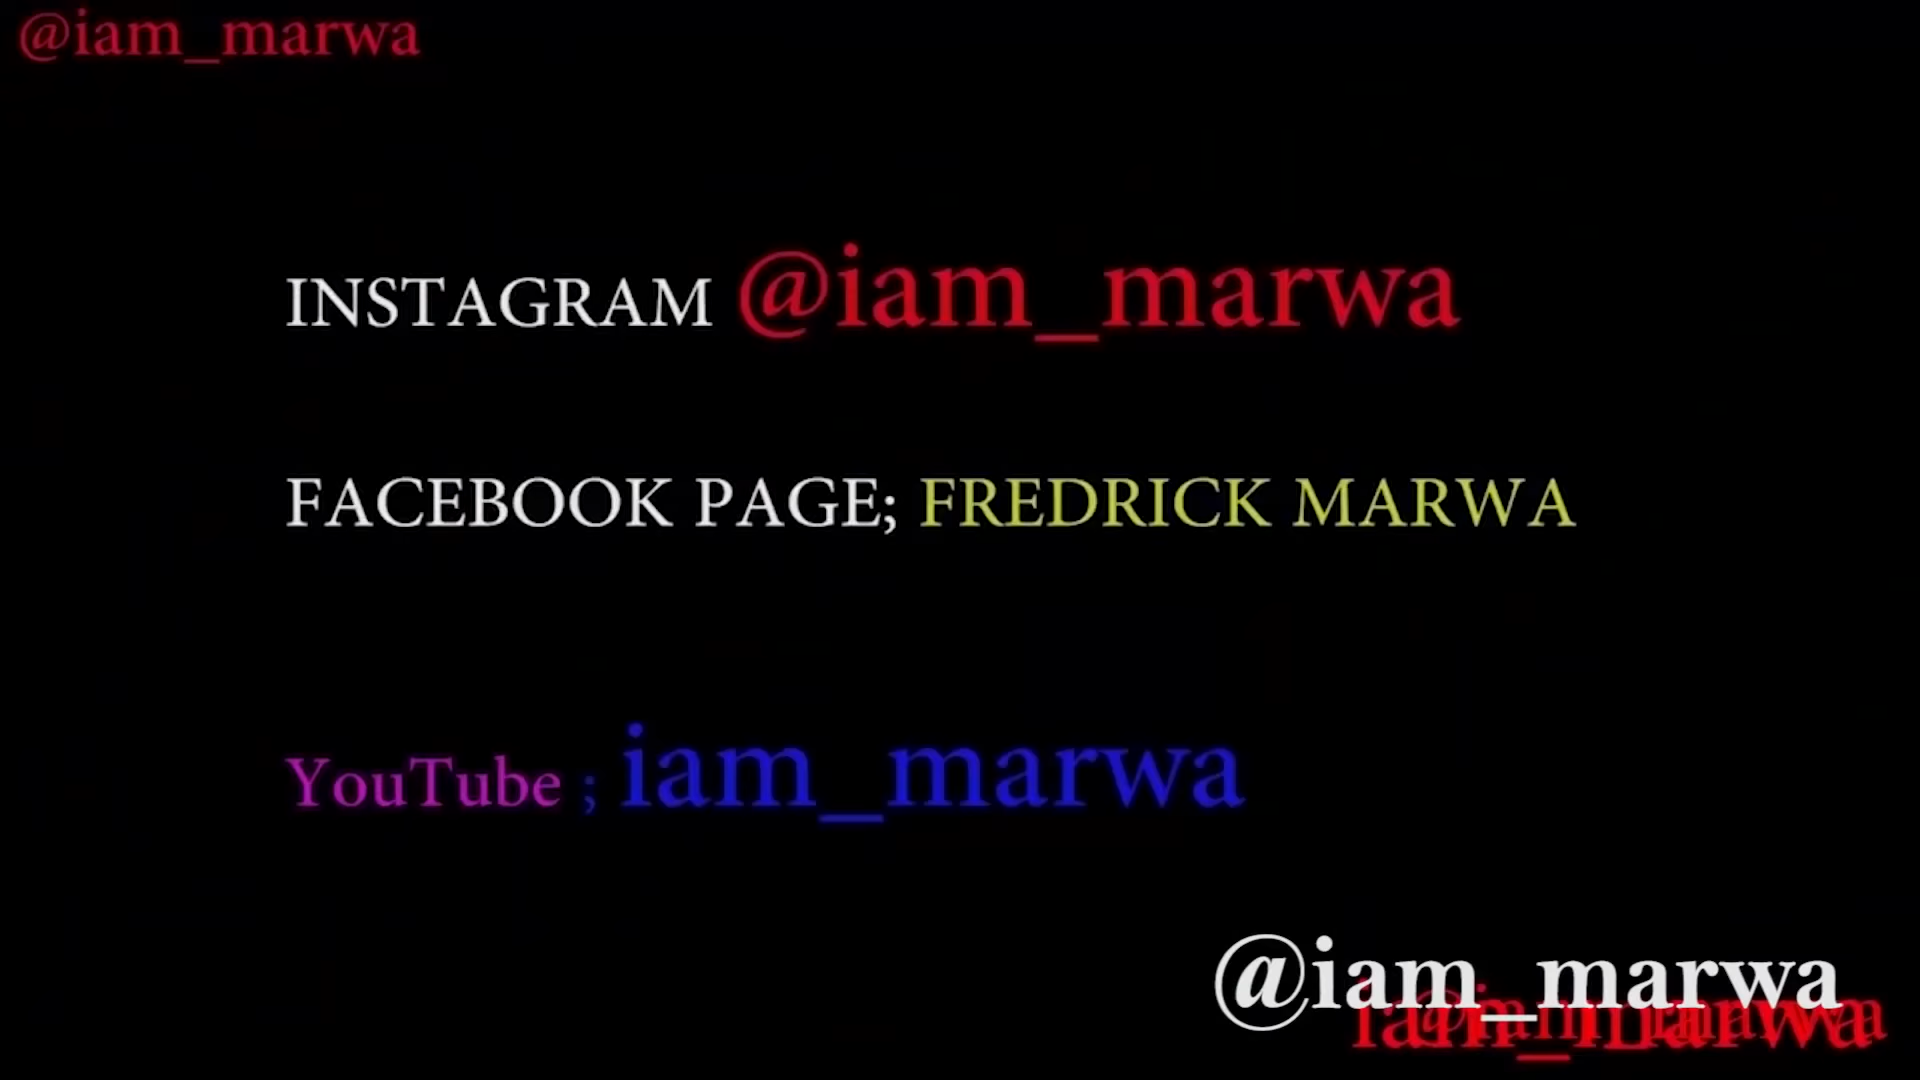 @iam_marwa
INSTAGRAM @iam_marwa
FACEBOOK PAGE; FREDRICK MARWA
YouTube ; iam_marwa
@iam_marwa